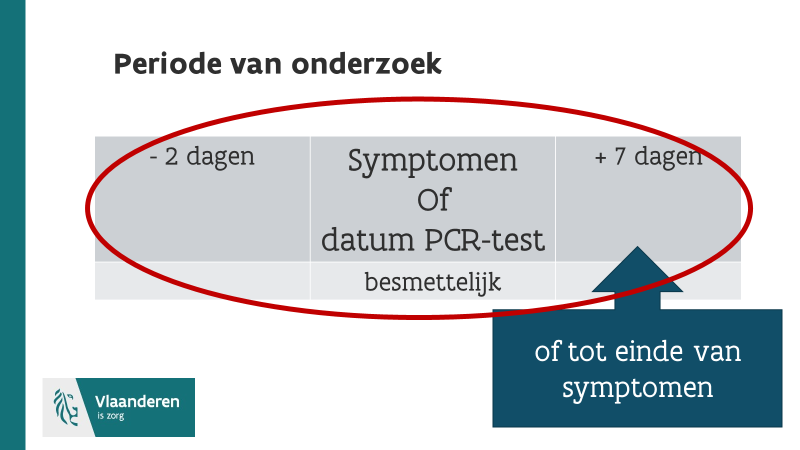 Periode van onderzoek
- 2 dagen
Symptomen
Of
datum PCR-test
+ 7 dagen
besmettelijk
of tot einde van
symptomen
Vlaanderen
is zorg